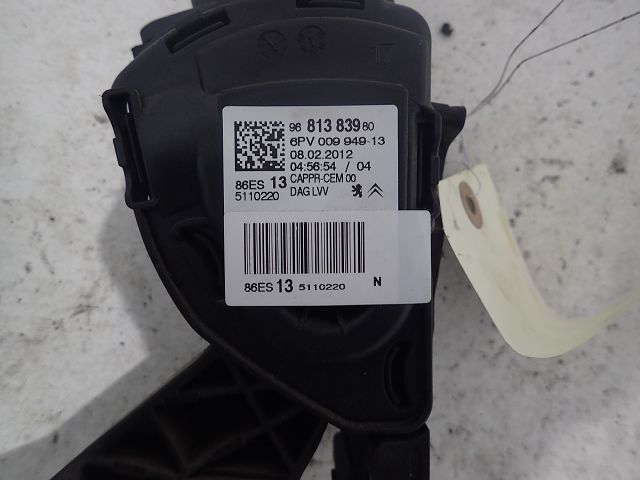 17
96 813 839 80
6PV 009 949-13
08.02.2012
04:56:54 / 04
86ES 13 CAPPR-CEM 00
5110220 DAG LVV
86ES 13 5110220 N